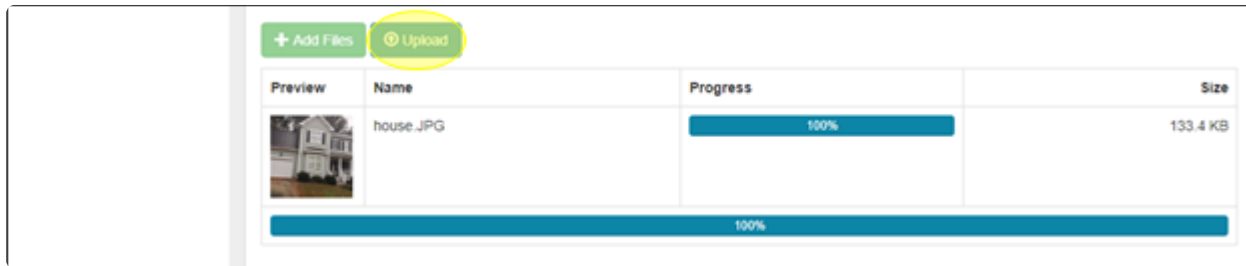 + Add Files Upload
Preview Name Progress Size
house.JPG 100% 133.4 KB
100%